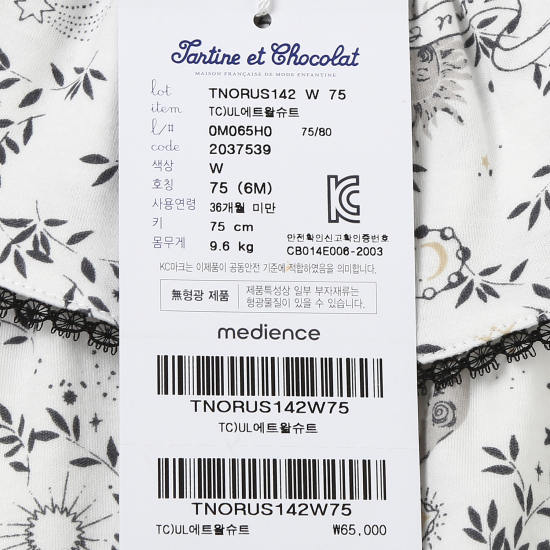 Tartine et Chocolat
MAISON FRANÇAISE DE MODE ENFANTINE
lot TNORUS142 W 75
item TC)UL에트왈슈트
l/# 0M065H0 75/80
code 2037539
색상 W
호칭 75 (6M)
사용연령 36개월 미만
키 75 cm
몸무게 9.6 kg
안전확인신고확인증번호
CB014E006-2003
KC마크는 이제품이 공동안전 기준에 적합하였음을 의미합니다.
無형광 제품
제품특성상 일부 부자재류는
형광물질이 있을 수 있습니다.
medience
TNORUS142W75
TC)UL에트왈슈트
TNORUS142W75
TC)UL에트왈슈트 ₩65,000